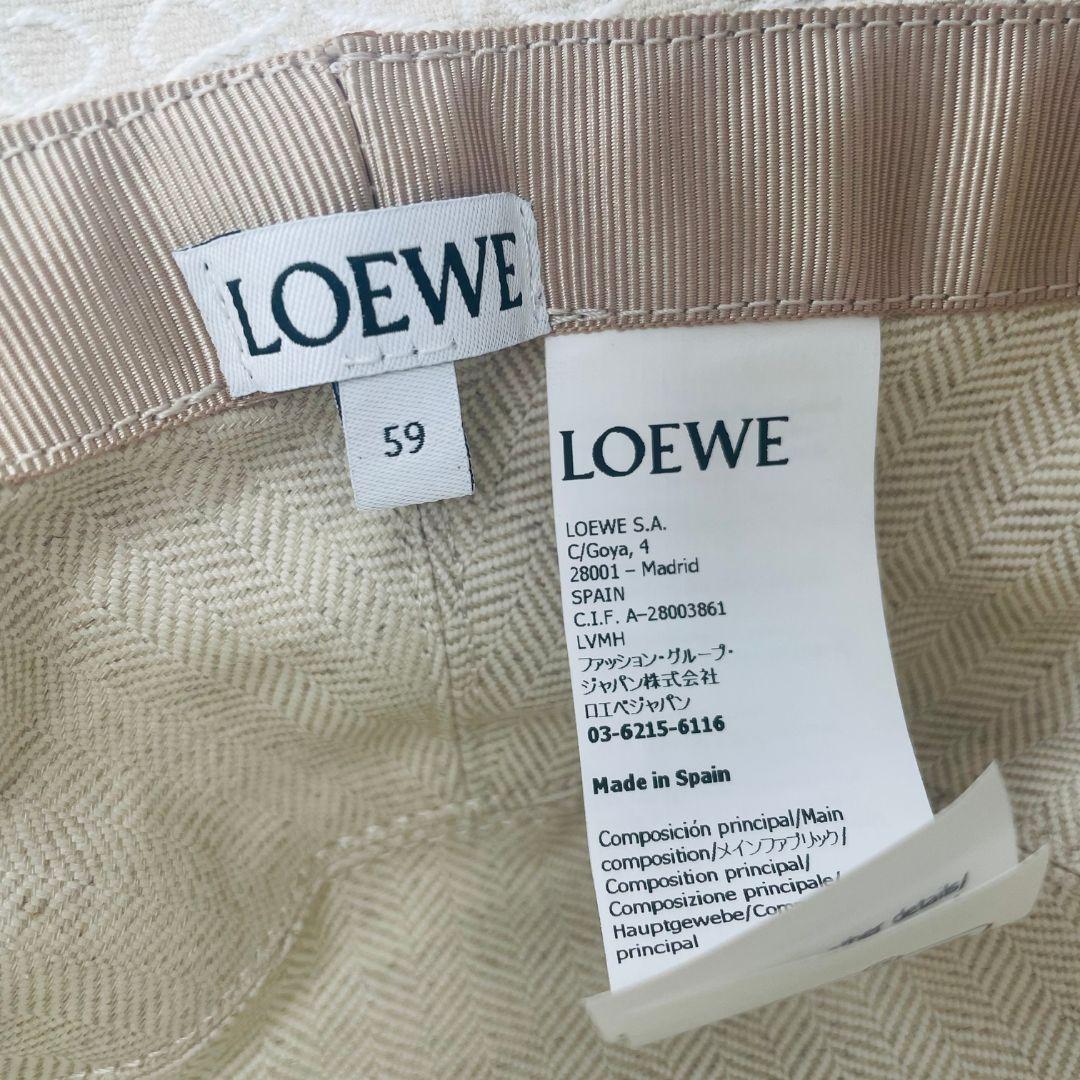 LOEWE
59
LOEWE
LOEWE S.A.
C/Goya, 4
28001 – Madrid
SPAIN
C.I.F. A-28003861
LVMH
ファッション・グループ・
ジャパン株式会社
ロエベジャパン
03-6215-6116
Made in Spain
Composición principal/Main
composition/メインファブリック/
Composition principal/
Composizione principale/
Hauptgewebe/
principal
details/